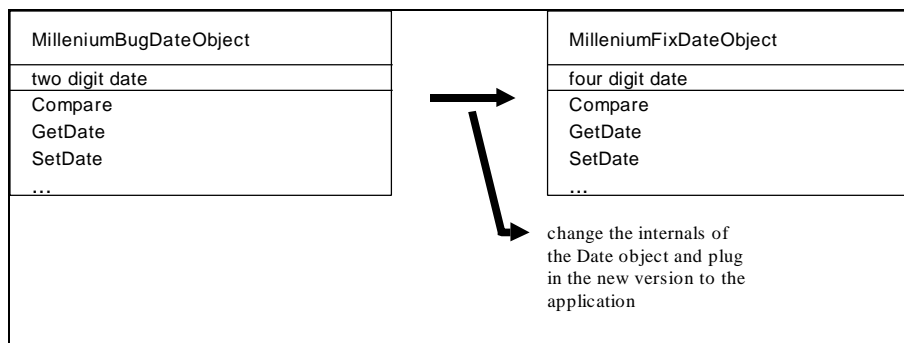 MilleniumBugDateObject
two digit date
Compare
GetDate
SetDate
...
MilleniumFixDateObject
four digit date
Compare
GetDate
SetDate
...
change the internals of
the Date object and plug
in the new version to the
application